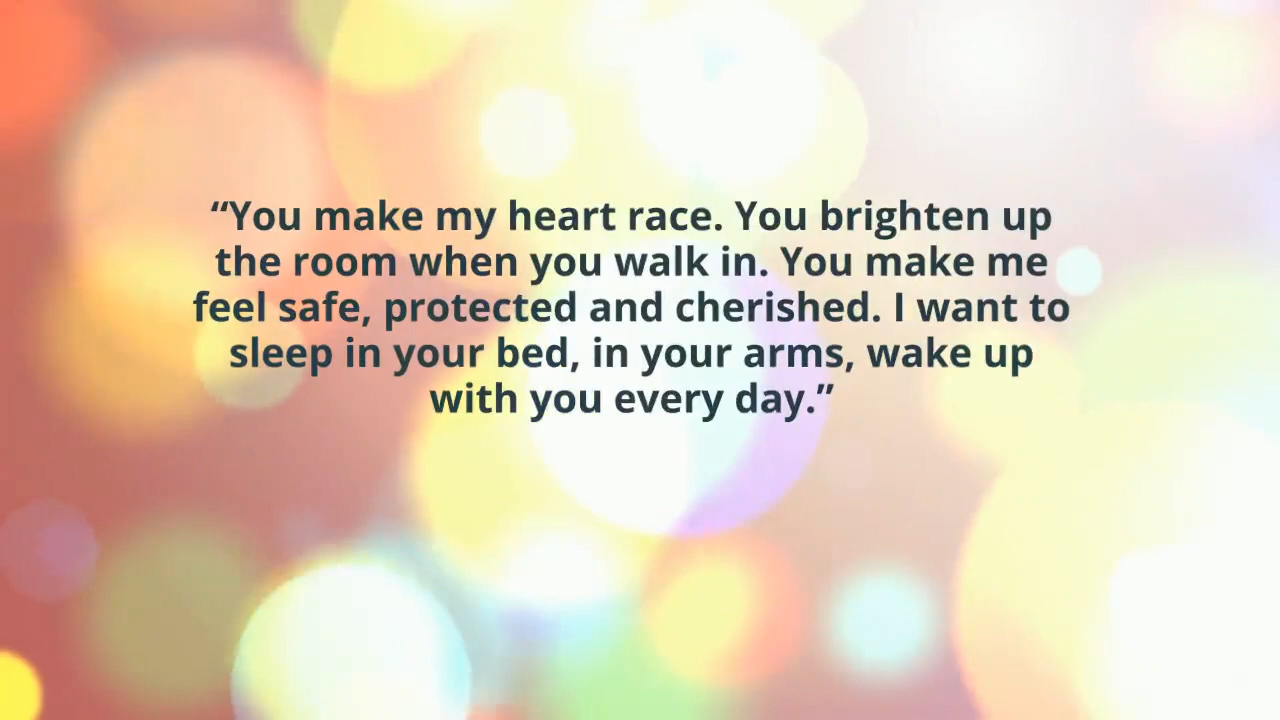 “You make my heart race. You brighten up
the room when you walk in. You make me
feel safe, protected and cherished. I want to
sleep in your bed, in your arms, wake up
with you every day.”